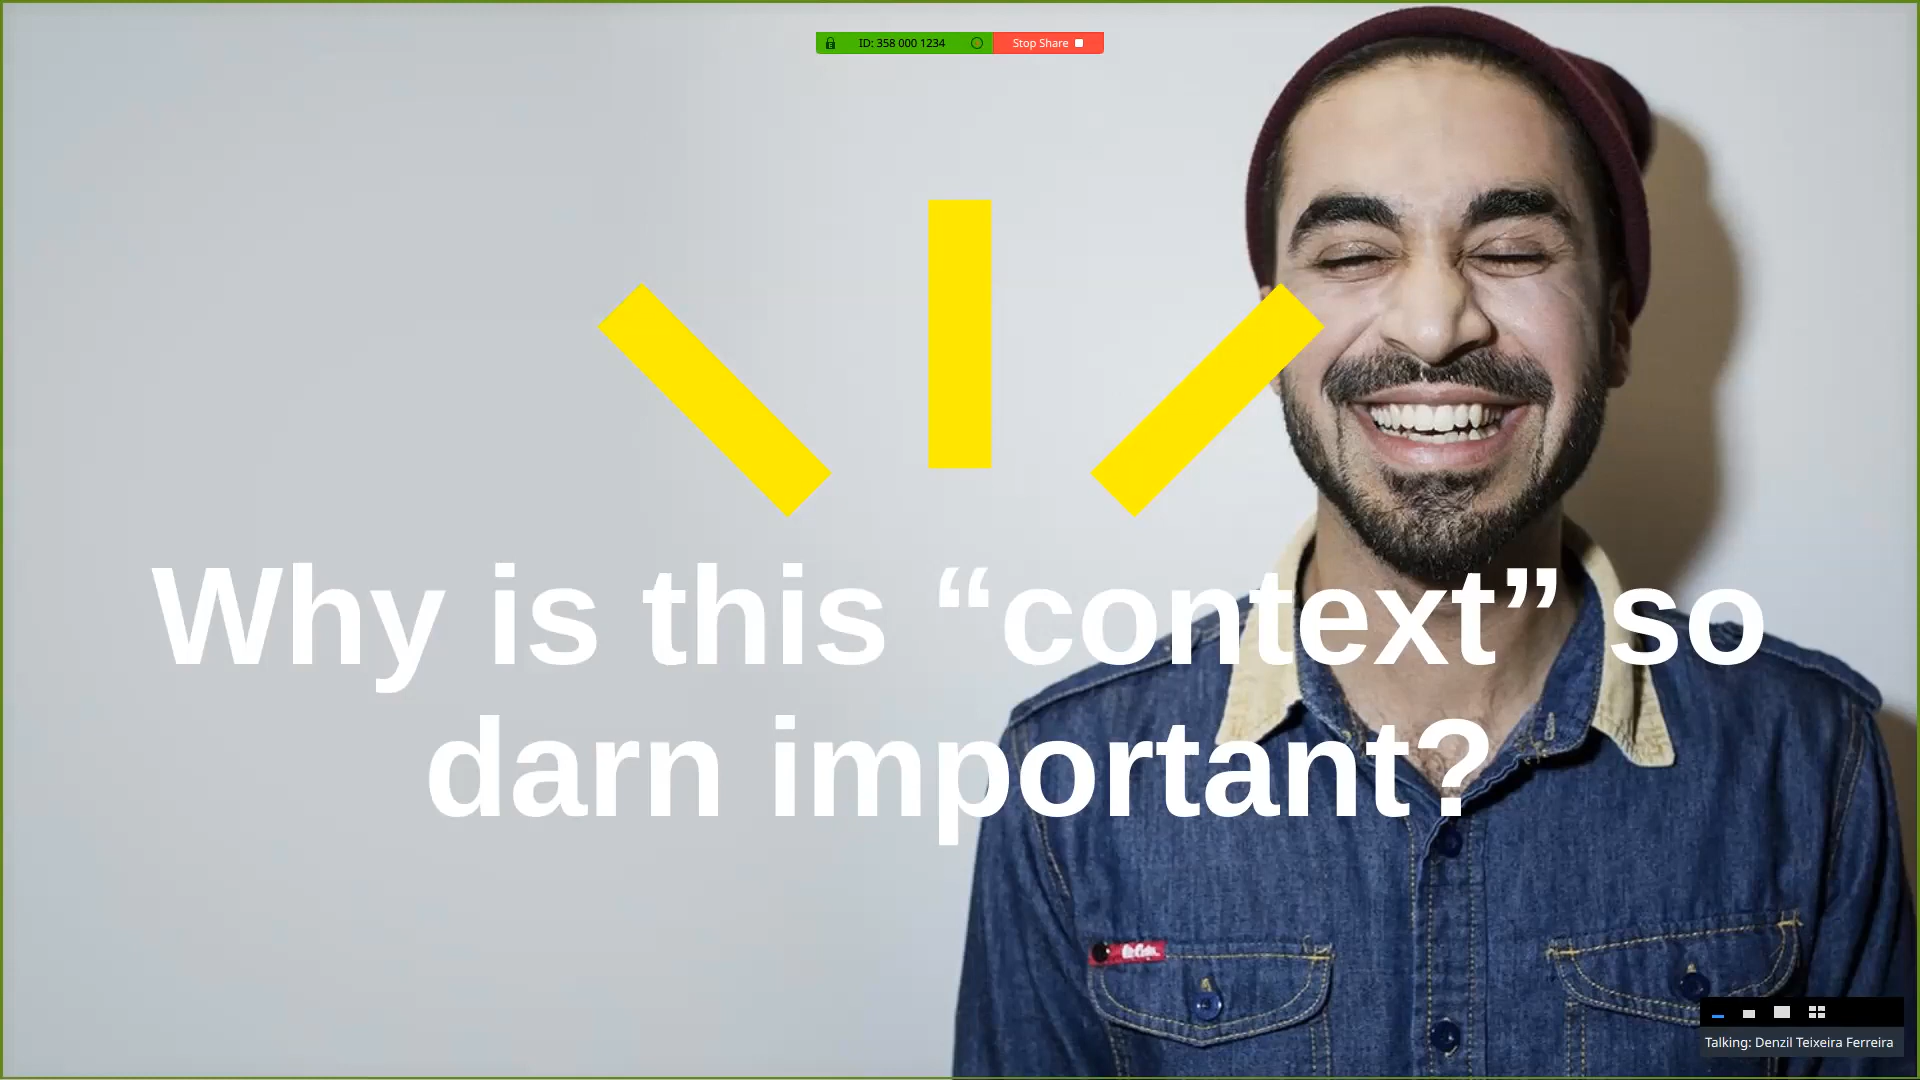 ID: 358 000 1234
Stop Share
Why is this “context” so
darn important?
Talking: Denzil Teixeira Ferreira